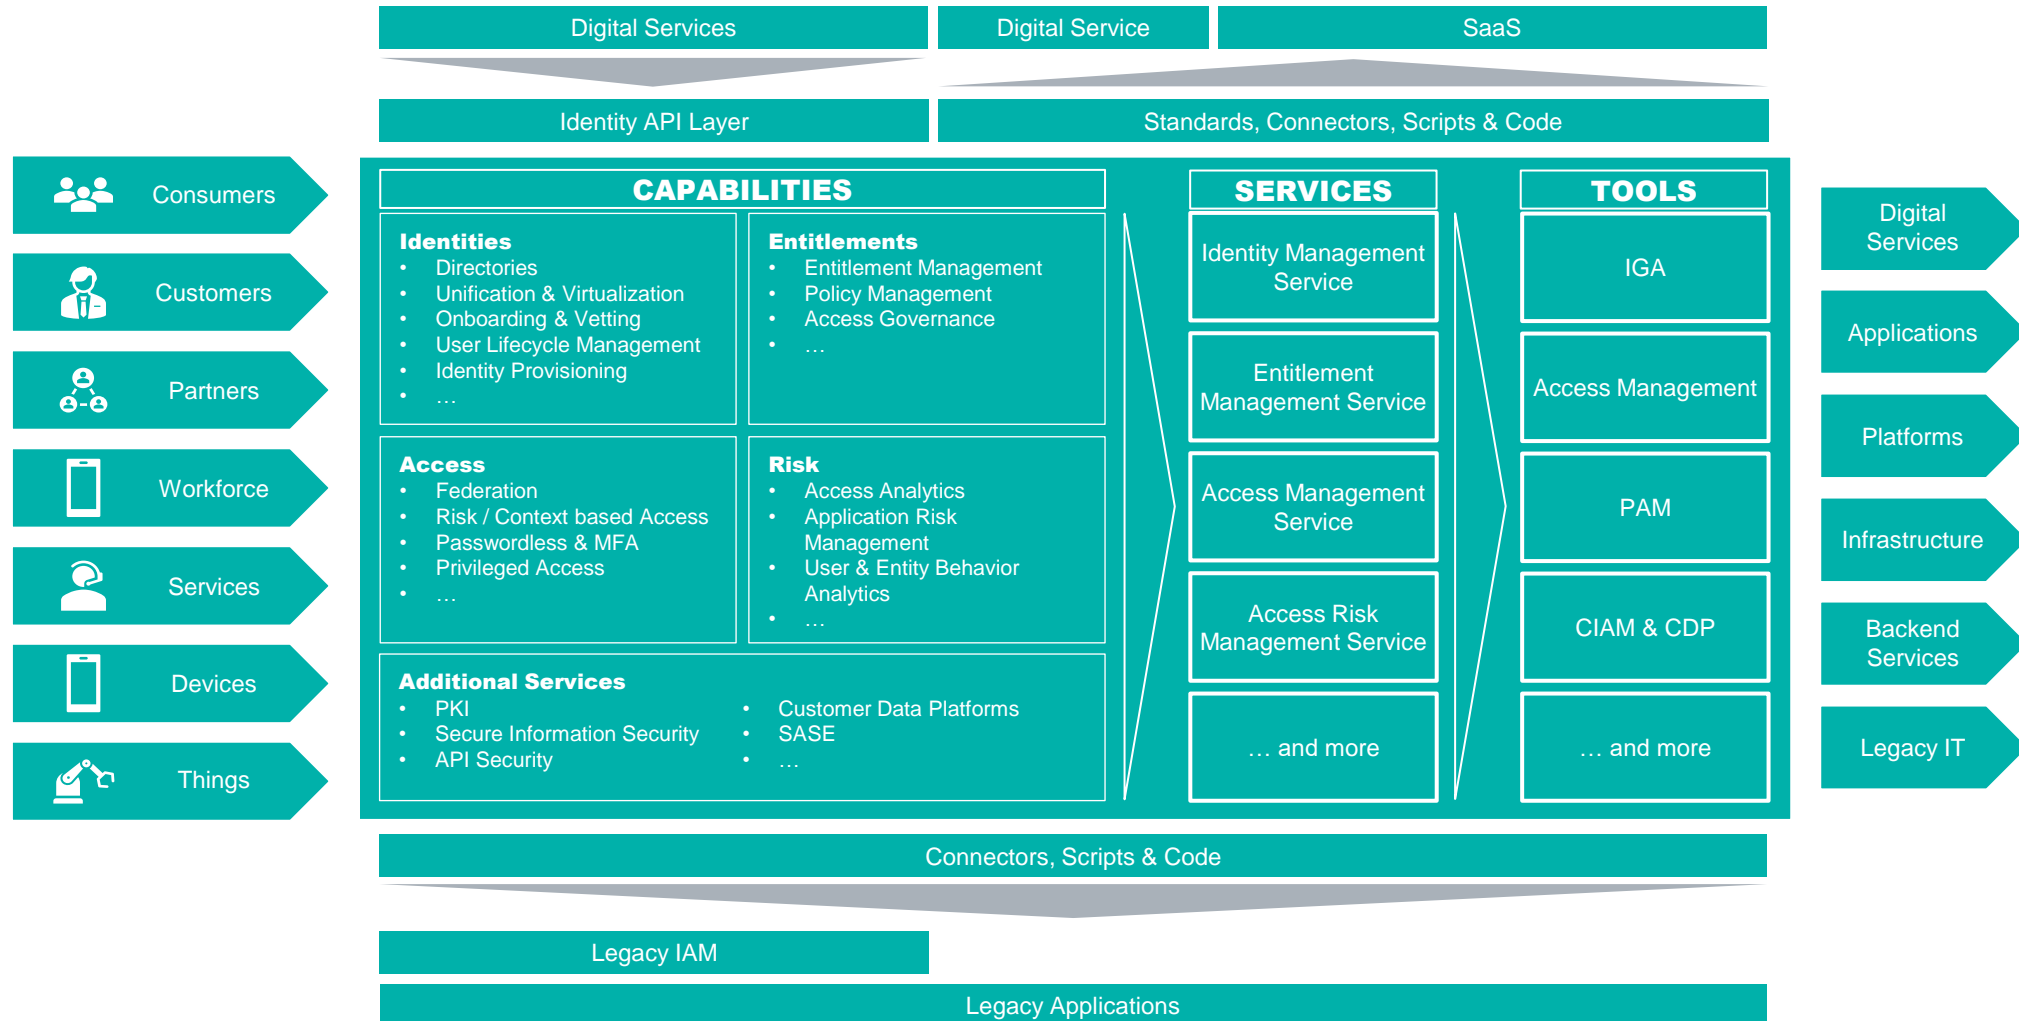 Digital Services
Digital Service
SaaS
Identity API Layer
Standards, Connectors, Scripts & Code
Consumers
Customers
Partners
Workforce
Services
Devices
Things
CAPABILITIES
Identities
• Directories
• Unification & Virtualization
• Onboarding & Vetting
• User Lifecycle Management
• Identity Provisioning
• …
Entitlements
• Entitlement Management
• Policy Management
• Access Governance
• …
Access
• Federation
• Risk / Context based Access
• Passwordless & MFA
• Privileged Access
• …
Risk
• Access Analytics
• Application Risk
Management
• User & Entity Behavior
Analytics
• …
Additional Services
• PKI
• Secure Information Security
• API Security
• Customer Data Platforms
• SASE
• …
SERVICES
Identity Management
Service
Entitlement
Management Service
Access Management
Service
Access Risk
Management Service
… and more
TOOLS
IGA
Access Management
PAM
CIAM & CDP
… and more
Digital
Services
Applications
Platforms
Infrastructure
Backend
Services
Legacy IT
Connectors, Scripts & Code
Legacy IAM
Legacy Applications